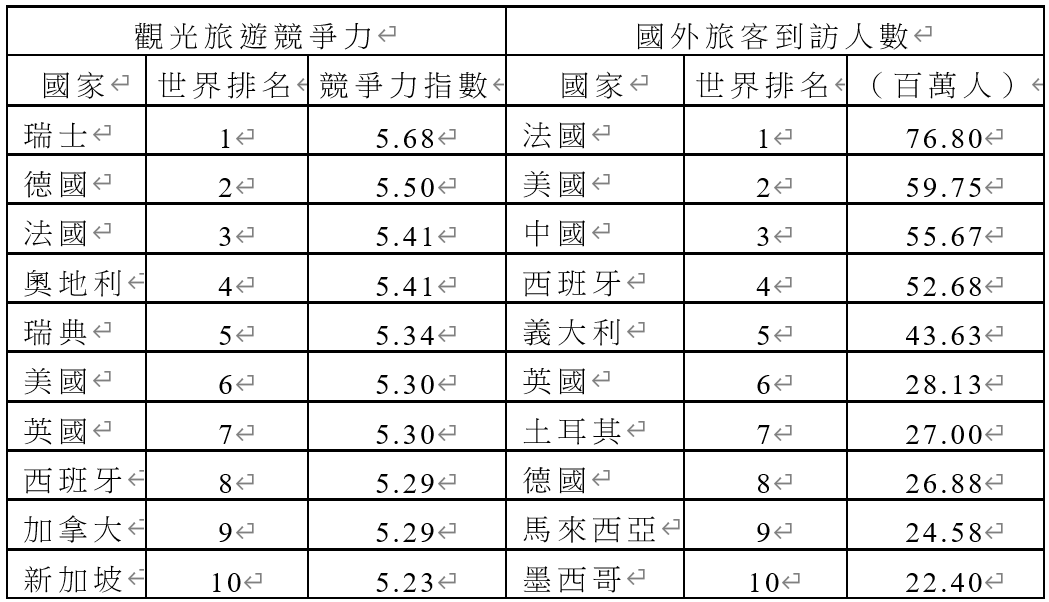 觀光旅遊競爭力↵ 國外旅客到訪人數↵
國家↵ 世界排名↵ 競爭力指數↵ 國家↵ 世界排名↵ （百萬人）↵
瑞士↵ 1↵ 5.68↵ 法國↵ 1↵ 76.80↵
德國↵ 2↵ 5.50↵ 美國↵ 2↵ 59.75↵
法國↵ 3↵ 5.41↵ 中國↵ 3↵ 55.67↵
奧地利↵ 4↵ 5.41↵ 西班牙↵ 4↵ 52.68↵
瑞典↵ 5↵ 5.34↵ 義大利↵ 5↵ 43.63↵
美國↵ 6↵ 5.30↵ 英國↵ 6↵ 28.13↵
英國↵ 7↵ 5.30↵ 土耳其↵ 7↵ 27.00↵
西班牙↵ 8↵ 5.29↵ 德國↵ 8↵ 26.88↵
加拿大↵ 9↵ 5.29↵ 馬來西亞↵ 9↵ 24.58↵
新加坡↵ 10↵ 5.23↵ 墨西哥↵ 10↵ 22.40↵